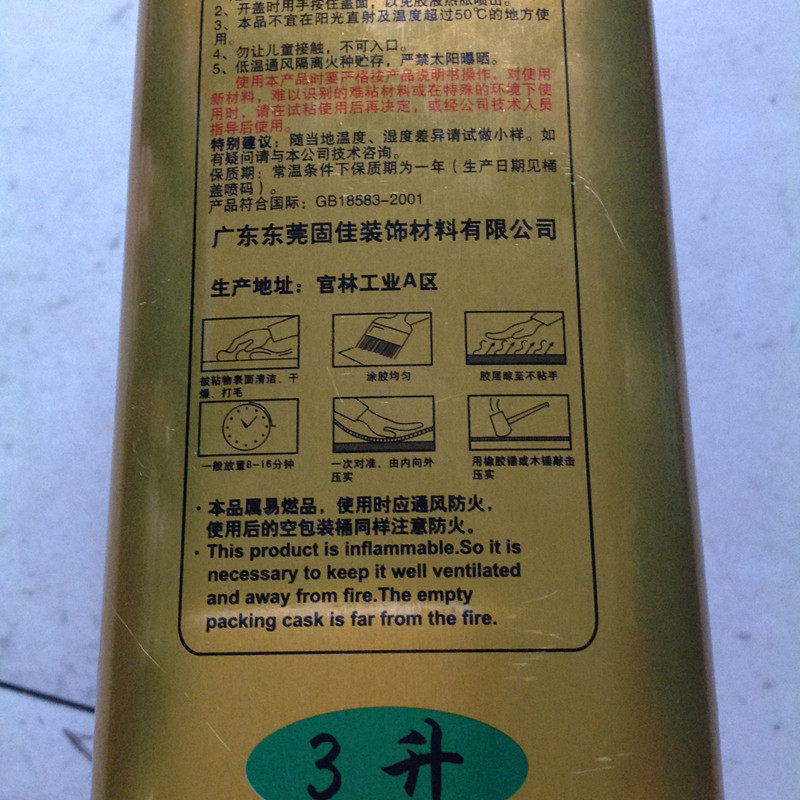 2、开盖时用手按住盖面，以免胶液热胀喷出。
3、本品不宜在阳光直射及温度超过50℃的地方使
用。
4、勿让儿童接触，不可入口。
5、低温通风隔离火种贮存，严禁太阳曝晒。
使用本产品时要严格按产品说明书操作，对使用
新材料，难以识别的难粘材料或在特殊的环境下使
用时，请在试粘使用后再决定，或经公司技术人员
指导后使用。
特别建议：随当地温度、湿度差异请试做小样。如
有疑问请与本公司技术咨询。
保质期：常温条件下保质期为一年（生产日期见桶
盖喷码）。
产品符合国际：GB18583-2001
广东东莞固佳装饰材料有限公司
生产地址：官林工业A区
被粘物表面清洁、干
燥、打毛
涂胶均匀
胶层晾至不粘手
一般放置8-16分钟
一次对准、由内向外
压实
用橡胶锤或木锤敲击
压实
·本品属易燃品，使用时应通风防火，
使用后的空包装桶同样注意防火。
·This product is inflammable.So it is
necessary to keep it well ventilated
and away from fire.The empty
packing cask is far from the fire.
3升